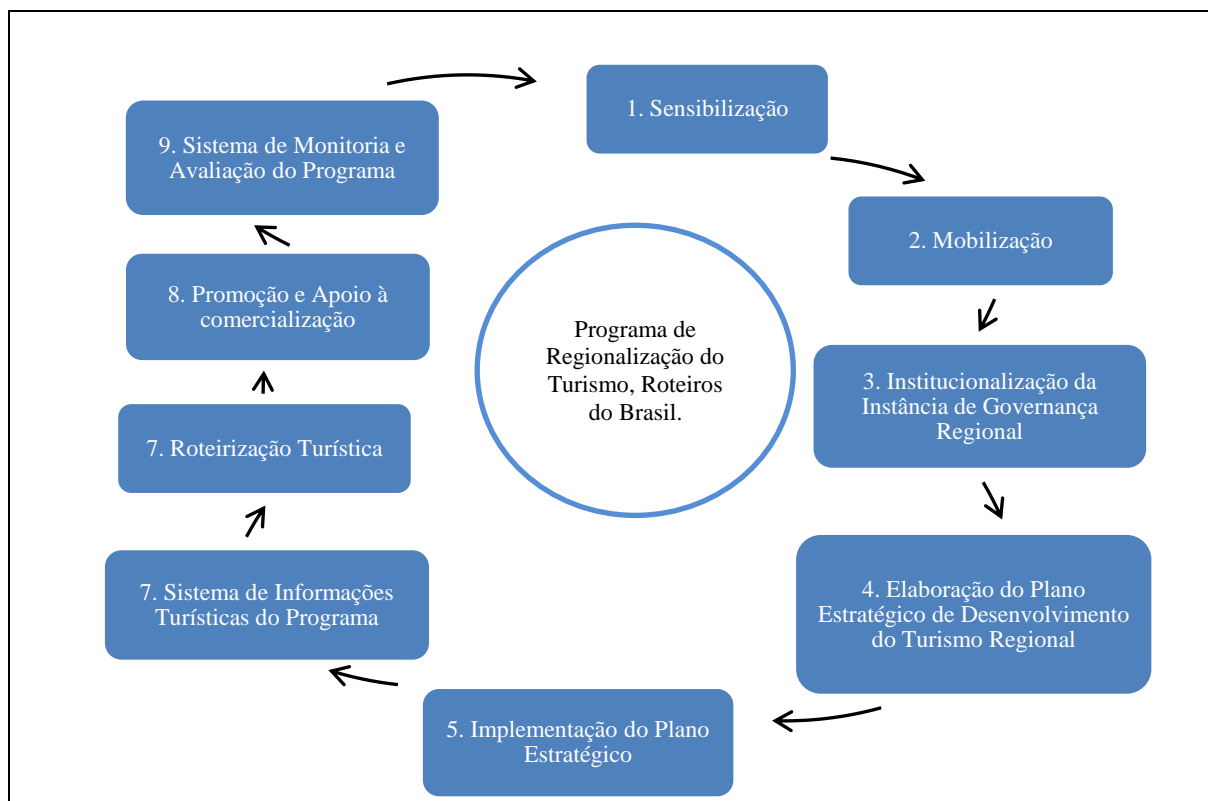 1. Sensibilização
2. Mobilização
3. Institucionalização da
Instância de Governança
Regional
4. Elaboração do Plano
Estratégico de Desenvolvimento
do Turismo Regional
5. Implementação do Plano
Estratégico
7. Sistema de Informações
Turísticas do Programa
7. Roteirização Turística
8. Promoção e Apoio à
comercialização
9. Sistema de Monitoria e
Avaliação do Programa
Programa de
Regionalização do
Turismo, Roteiros
do Brasil.